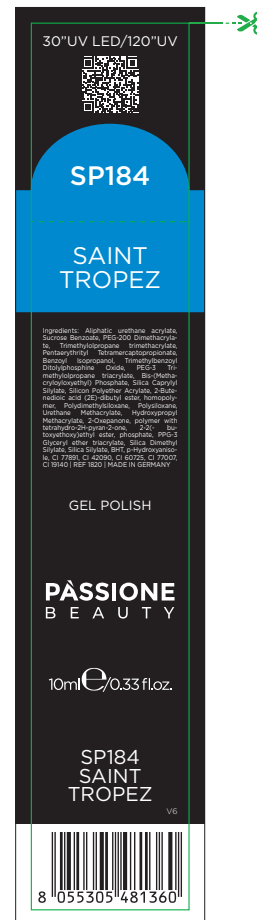 30”UV LED/120”UV
SP184
SAINT
TROPEZ
Ingredients: Aliphatic urethane acrylate,
Sucrose Benzoate, PEG-200 Dimethacryla-
te, Trimethylolpropane trimethacrylate,
Pentaerythrityl Tetramercaptopropionate,
Benzoyl Isopropanol, Trimethylbenzoyl
Ditolylphosphine Oxide, PEG-3 Tri-
methylolpropane triacrylate, Bis-(Metha-
cryloyloxyethyl) Phosphate, Silica Caprylyl
Silylate, Silicon Polyether Acrylate, 2-Bute-
nedioic acid (2E)-dibutyl ester, homopoly-
mer, Polydimethylsiloxane, Polysiloxane,
Urethane Methacrylate, Hydroxypropyl
Methacrylate, 2-Oxepanone, polymer with
tetrahydro-2H-pyran-2-one, 2-2(- bu-
toxyethoxy)ethyl ester, phosphate, PPG-3
Glyceryl ether triacrylate, Silica Dimethyl
Silylate, Silica Silylate, BHT, p-Hydroxyaniso-
le, CI 77891, CI 42090, CI 60725, CI 77007,
CI 19140 | REF 1820 | MADE IN GERMANY
GEL POLISH
PÀSSIONE
BEAUTY
10ml℮/0.33 fl.oz.
SP184
SAINT
TROPEZ
V6
8 055305 481360